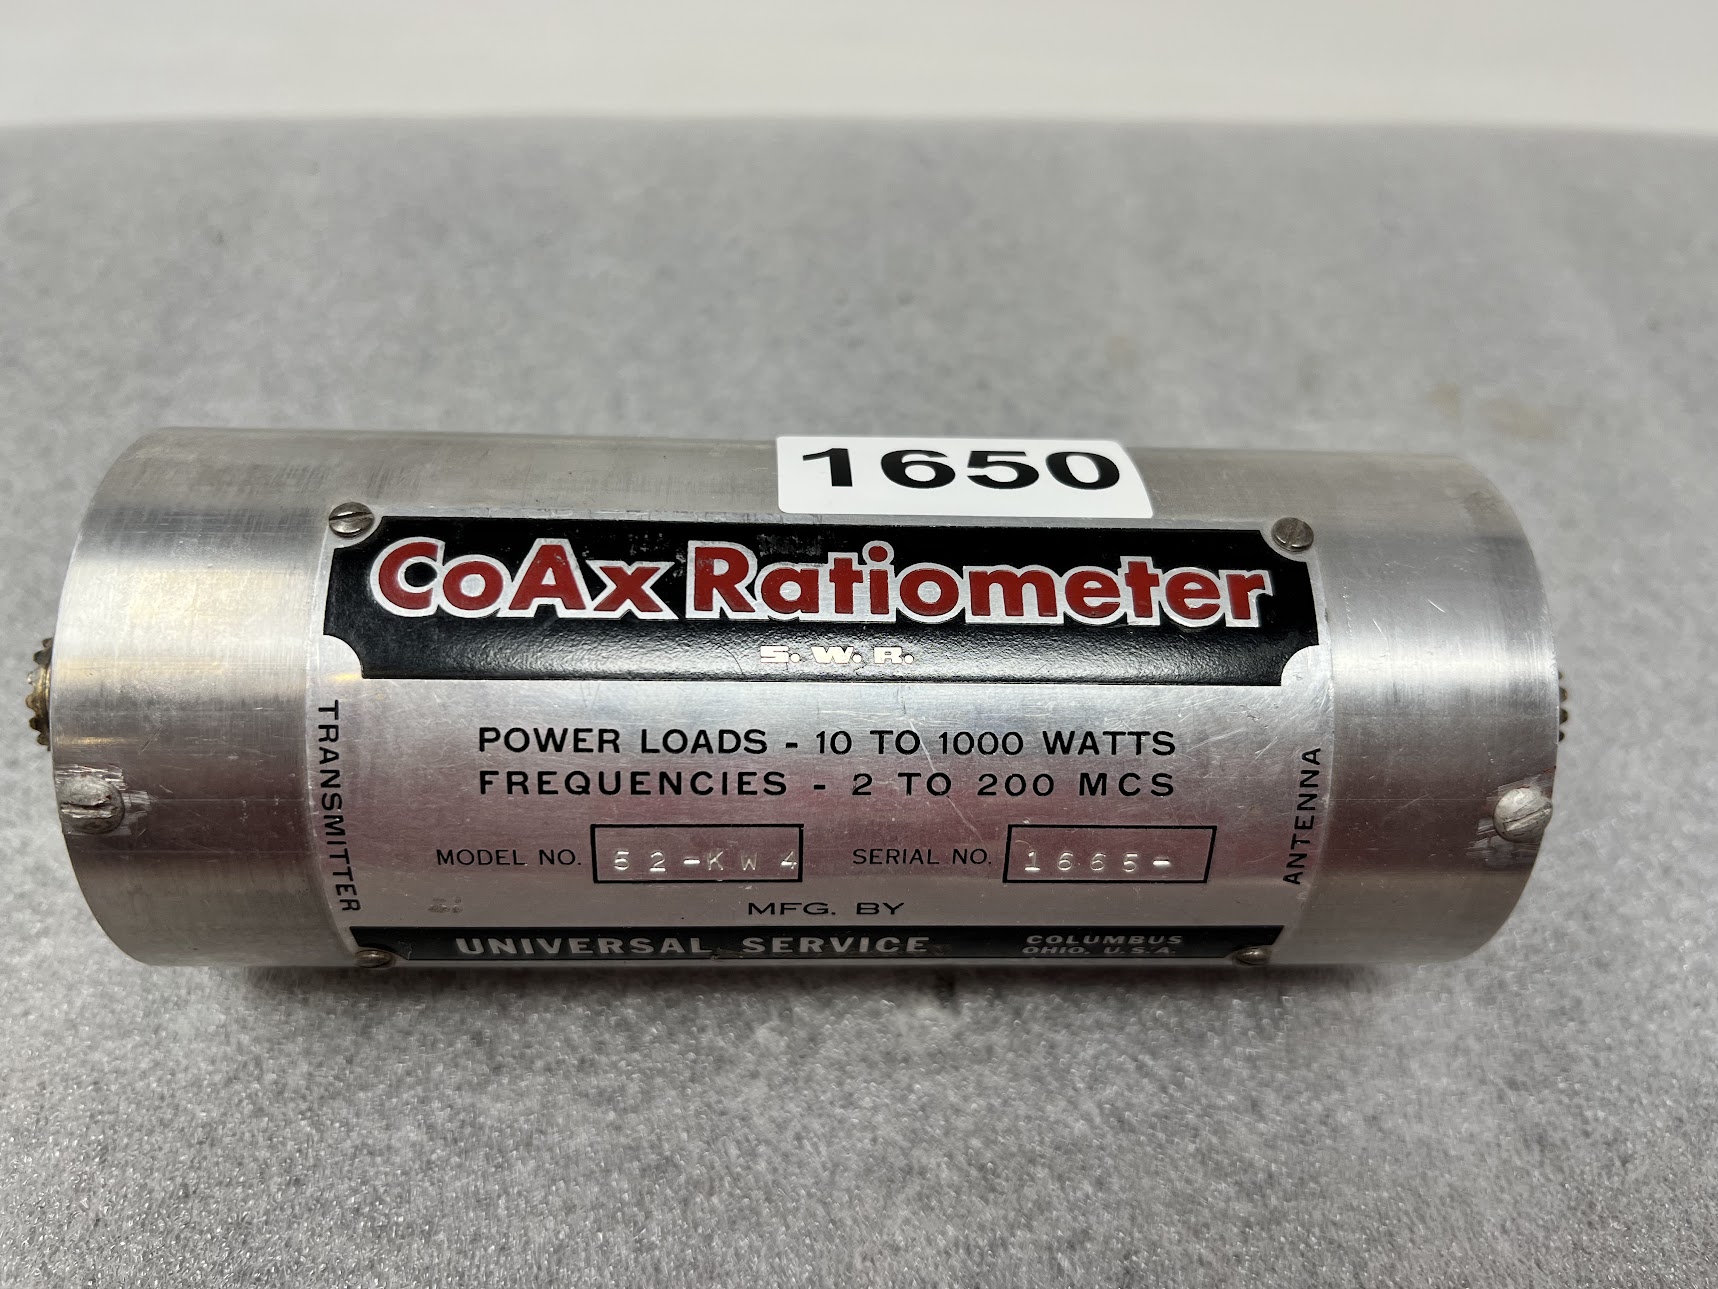 1650
CoAx Ratiometer
S.W.R.
POWER LOADS - 10 TO 1000 WATTS
FREQUENCIES - 2 TO 200 MCS
MODEL NO. 52-KW4 SERIAL NO. 1665-
MFG. BY
UNIVERSAL SERVICE COLUMBUS
OHIO, U.S.A.
TRANSMITTER
ANTENNA